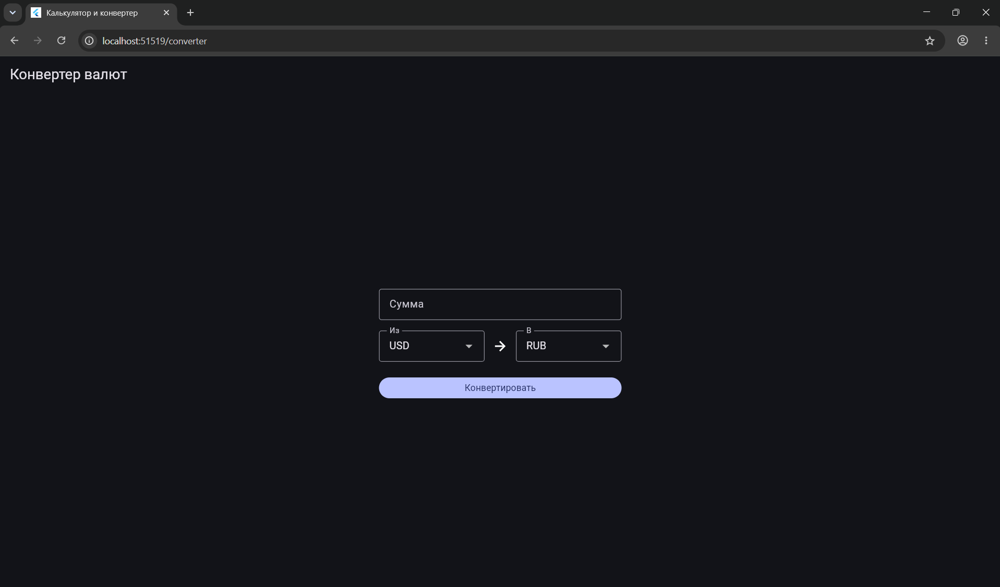 Калькулятор и конвертер
localhost:51519/converter
Конвертер валют
Сумма
Из
В
USD
RUB
Конвертировать